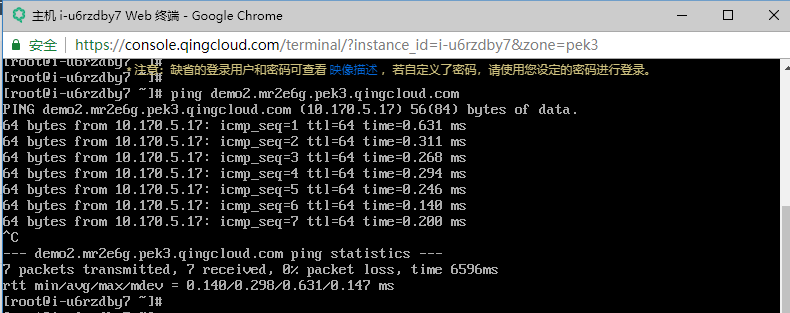 主机 i-u6rzdby7 Web 终端 - Google Chrome
安全 https://console.qingcloud.com/terminal/?instance_id=i-u6rzdby7&zone=pek3
[root@i-u6rzdby7 ~]#
注意：缺省的登录用户和密码可查看 映像描述 ，若自定义了密码，请使用您设定的密码进行登录。
[root@i-u6rzdby7 ~]#
[root@i-u6rzdby7 ~]# ping demo2.mr2e6g.pek3.qingcloud.com
PING demo2.mr2e6g.pek3.qingcloud.com (10.170.5.17) 56(84) bytes of data.
64 bytes from 10.170.5.17: icmp_seq=1 ttl=64 time=0.631 ms
64 bytes from 10.170.5.17: icmp_seq=2 ttl=64 time=0.311 ms
64 bytes from 10.170.5.17: icmp_seq=3 ttl=64 time=0.268 ms
64 bytes from 10.170.5.17: icmp_seq=4 ttl=64 time=0.294 ms
64 bytes from 10.170.5.17: icmp_seq=5 ttl=64 time=0.246 ms
64 bytes from 10.170.5.17: icmp_seq=6 ttl=64 time=0.140 ms
64 bytes from 10.170.5.17: icmp_seq=7 ttl=64 time=0.200 ms
^C
--- demo2.mr2e6g.pek3.qingcloud.com ping statistics ---
7 packets transmitted, 7 received, 0% packet loss, time 6596ms
rtt min/avg/max/mdev = 0.140/0.298/0.631/0.147 ms
[root@i-u6rzdby7 ~]#
[root@i-u6rzdby7 ~]#